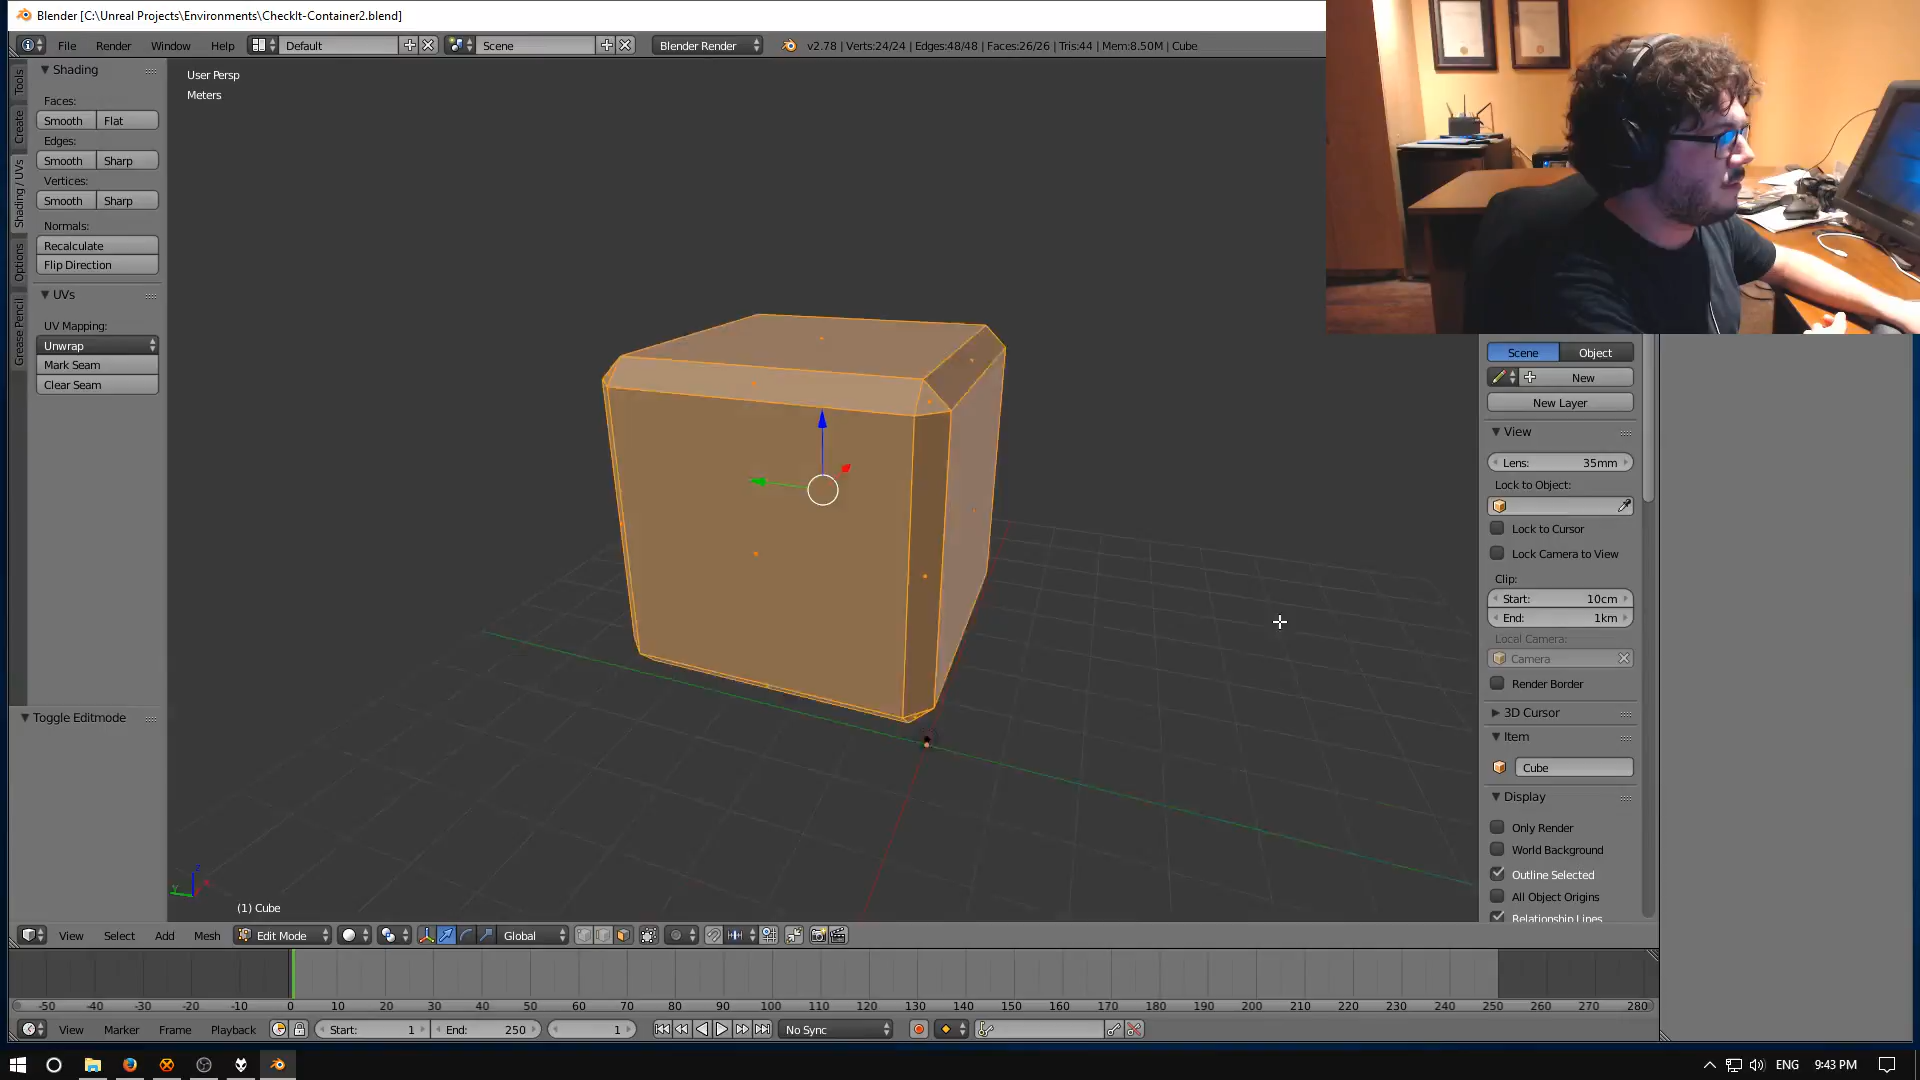 Blender [C:\Unreal Projects\Environments\CheckIt-Container2.blend]
File Render Window Help Default Scene Blender Render v2.78 | Verts:24/24 | Edges:48/48 | Faces:26/26 | Tris:44 | Mem:8.50M | Cube
Tools
Create
Shading / UVs
Options
Grease Pencil
Shading
Faces:
Smooth Flat
Edges:
Smooth Sharp
Vertices:
Smooth Sharp
Normals:
Recalculate
Flip Direction
UVs
UV Mapping:
Unwrap
Mark Seam
Clear Seam
Toggle Editmode
User Persp
Meters
(1) Cube
Scene Object
New
New Layer
View
Lens: 35mm
Lock to Object:
Lock to Cursor
Lock Camera to View
Clip:
Start: 10cm
End: 1km
Local Camera:
Camera
Render Border
3D Cursor
Item
Cube
Display
Only Render
World Background
Outline Selected
All Object Origins
Relationship Lines
View Select Add Mesh Edit Mode Global
-50 -40 -30 -20 -10 0 10 20 30 40 50 60 70 80 90 100 110 120 130 140 150 160 170 180 190 200 210 220 230 240 250 260 270 280
View Marker Frame Playback Start: 1 End: 250 1 No Sync
ENG 9:43 PM